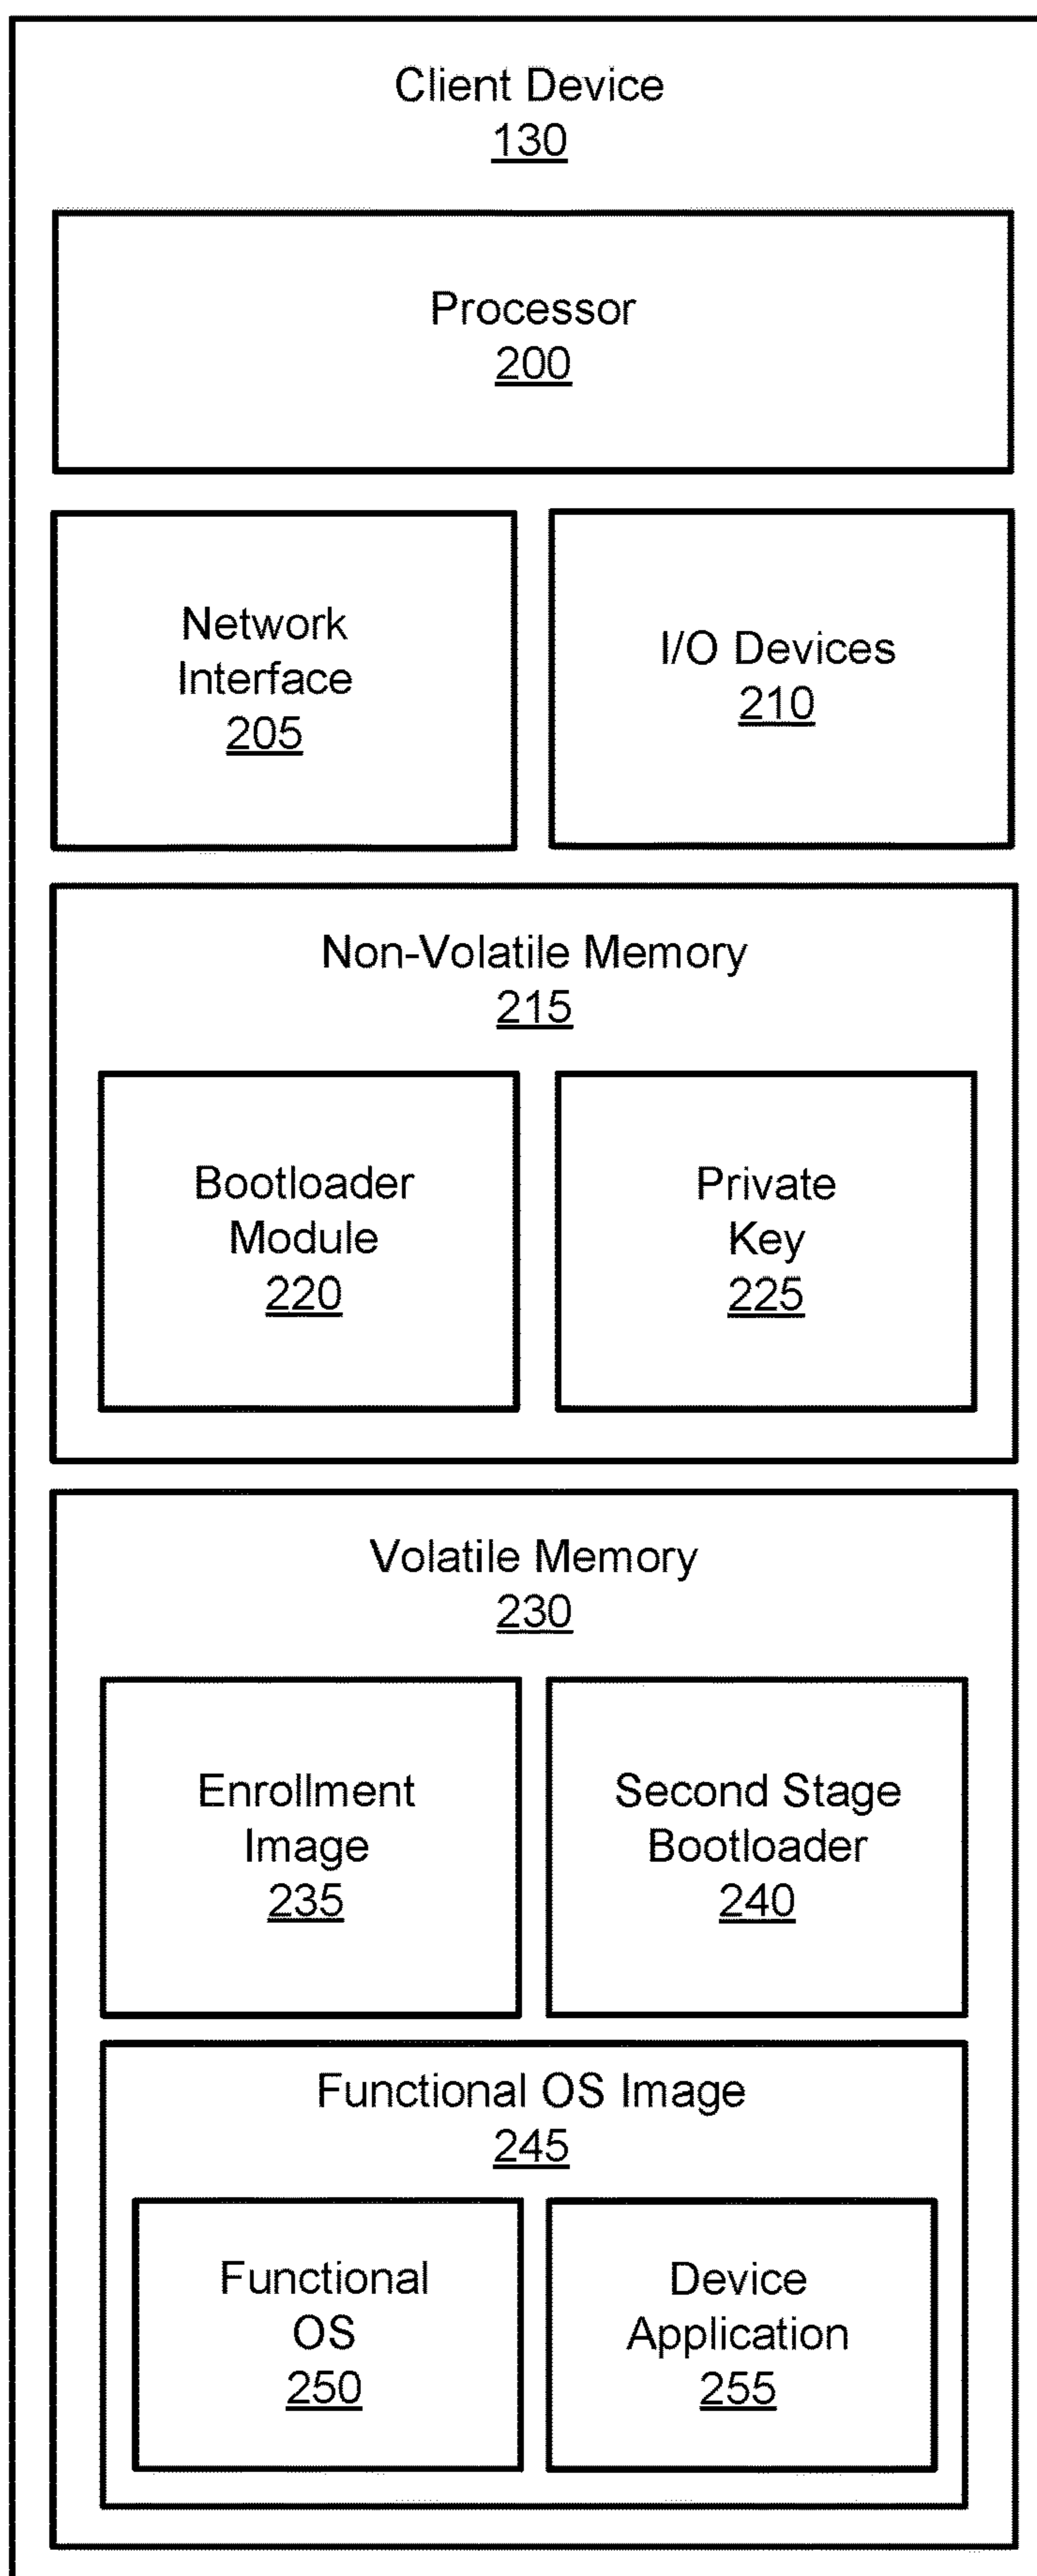 Client Device
130
Processor
200
Network
Interface
205
I/O Devices
210
Non-Volatile Memory
215
Bootloader
Module
220
Private
Key
225
Volatile Memory
230
Enrollment
Image
235
Second Stage
Bootloader
240
Functional OS Image
245
Functional
OS
250
Device
Application
255